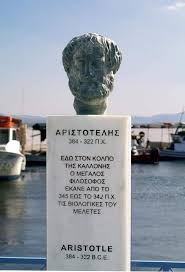 ΑΡΙΣΤΟΤΕΛΗΣ
384 - 322 Π.Χ.
ΕΔΩ ΣΤΟΝ ΚΟΛΠΟ
ΤΗΣ ΚΑΛΛΟΝΗΣ
Ο ΜΕΓΑΛΟΣ
ΦΙΛΟΣΟΦΟΣ
ΕΚΑΝΕ ΑΠΟ ΤΟ
345 ΕΩΣ ΤΟ 342 Π.Χ.
ΤΙΣ ΒΙΟΛΟΓΙΚΕΣ ΤΟΥ
ΜΕΛΕΤΕΣ
ARISTOTLE
384 - 322 B.C.E.